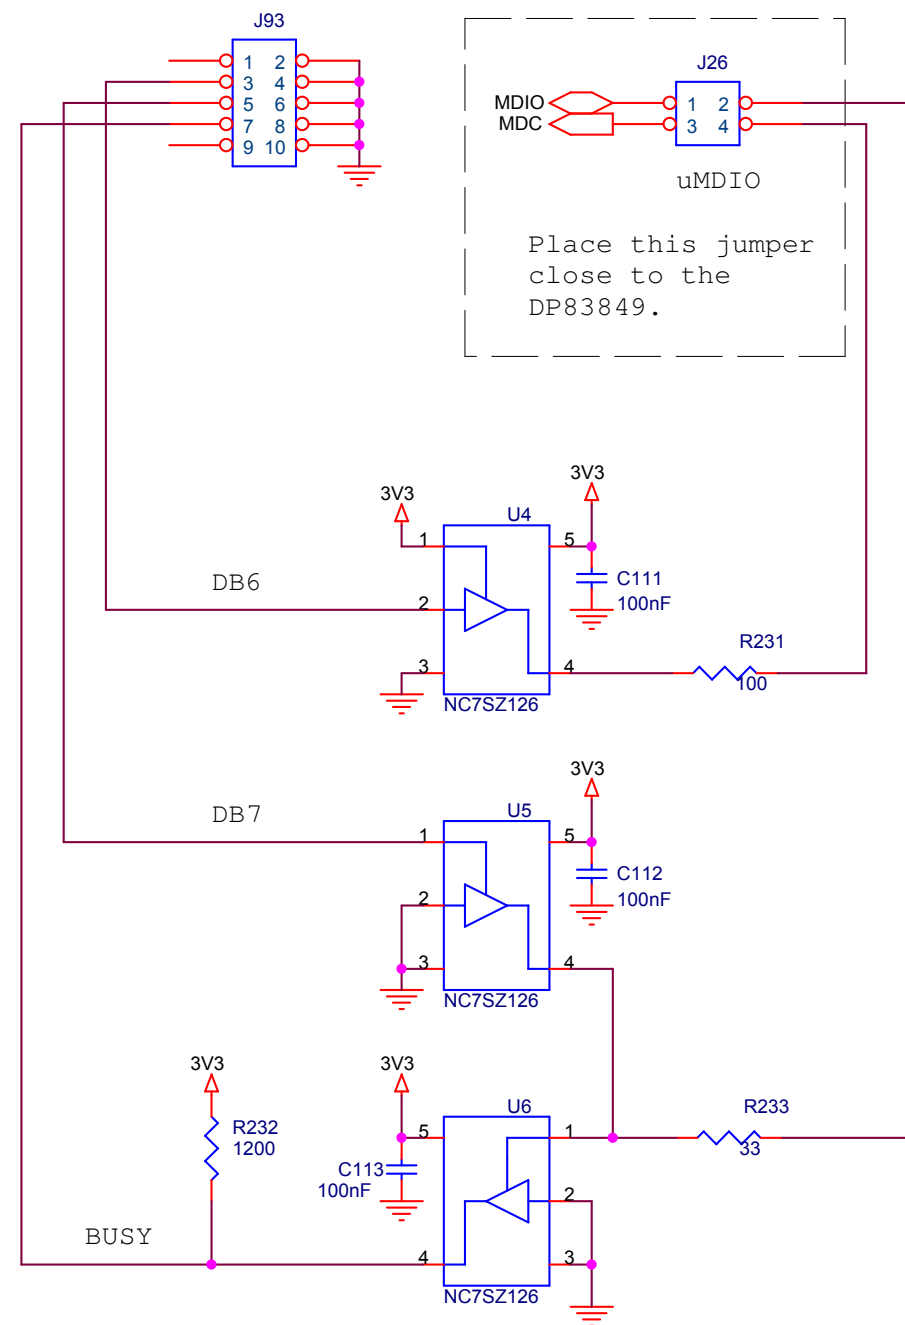 J93
1 2
3 4
5 6
7 8
9 10
J26
MDIO
1 2
MDC
3 4
uMDIO
Place this jumper
close to the
DP83849.
3V3
3V3
U4
1
5
C111
100nF
DB6
2
3
4
NC7SZ126
R231
100
3V3
U5
DB7
1
5
C112
100nF
2
3
4
NC7SZ126
3V3
3V3
U6
R232
1200
5
1
R233
33
C113
100nF
2
BUSY
4
3
NC7SZ126